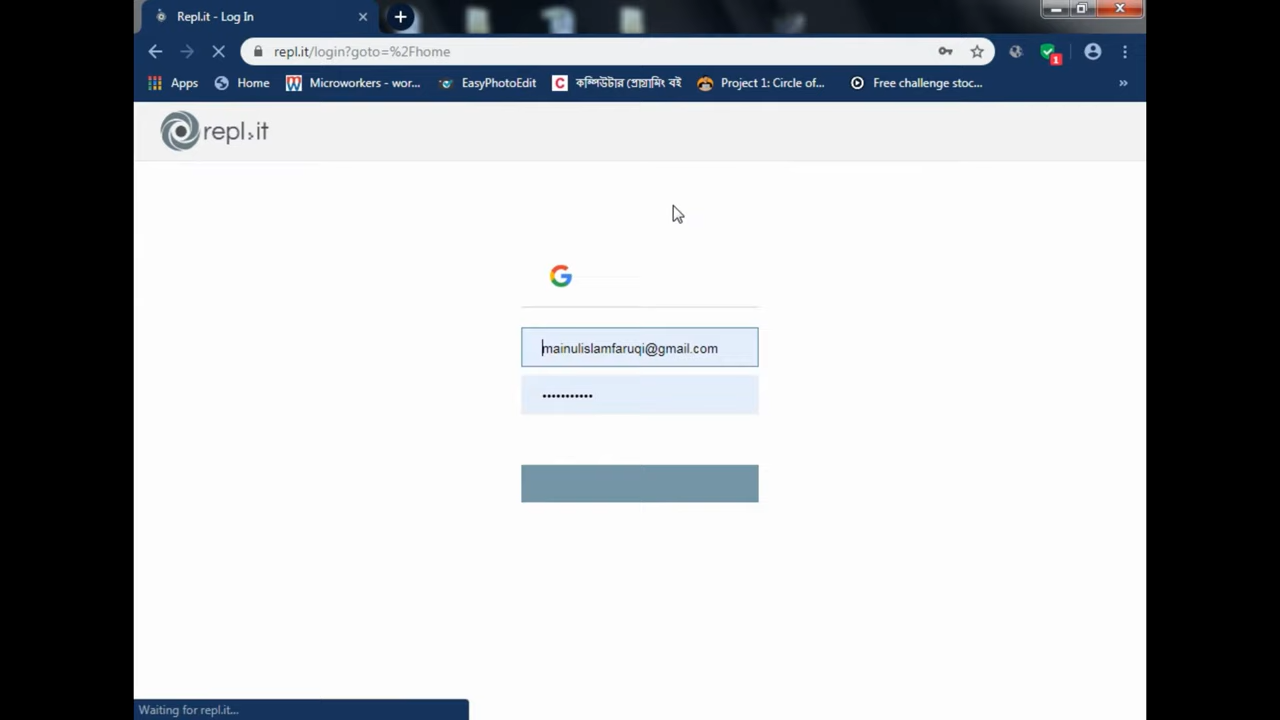 Repl.it - Log In
repl.it/login?goto=%2Fhome
1
Apps Home Microworkers - wor... EasyPhotoEdit C কম্পিউটার প্রোগ্রামিং বই Project 1: Circle of... Free challenge stoc... »
repl.it
G
mainulislamfaruqi@gmail.com
•••••••••••
Waiting for repl.it...